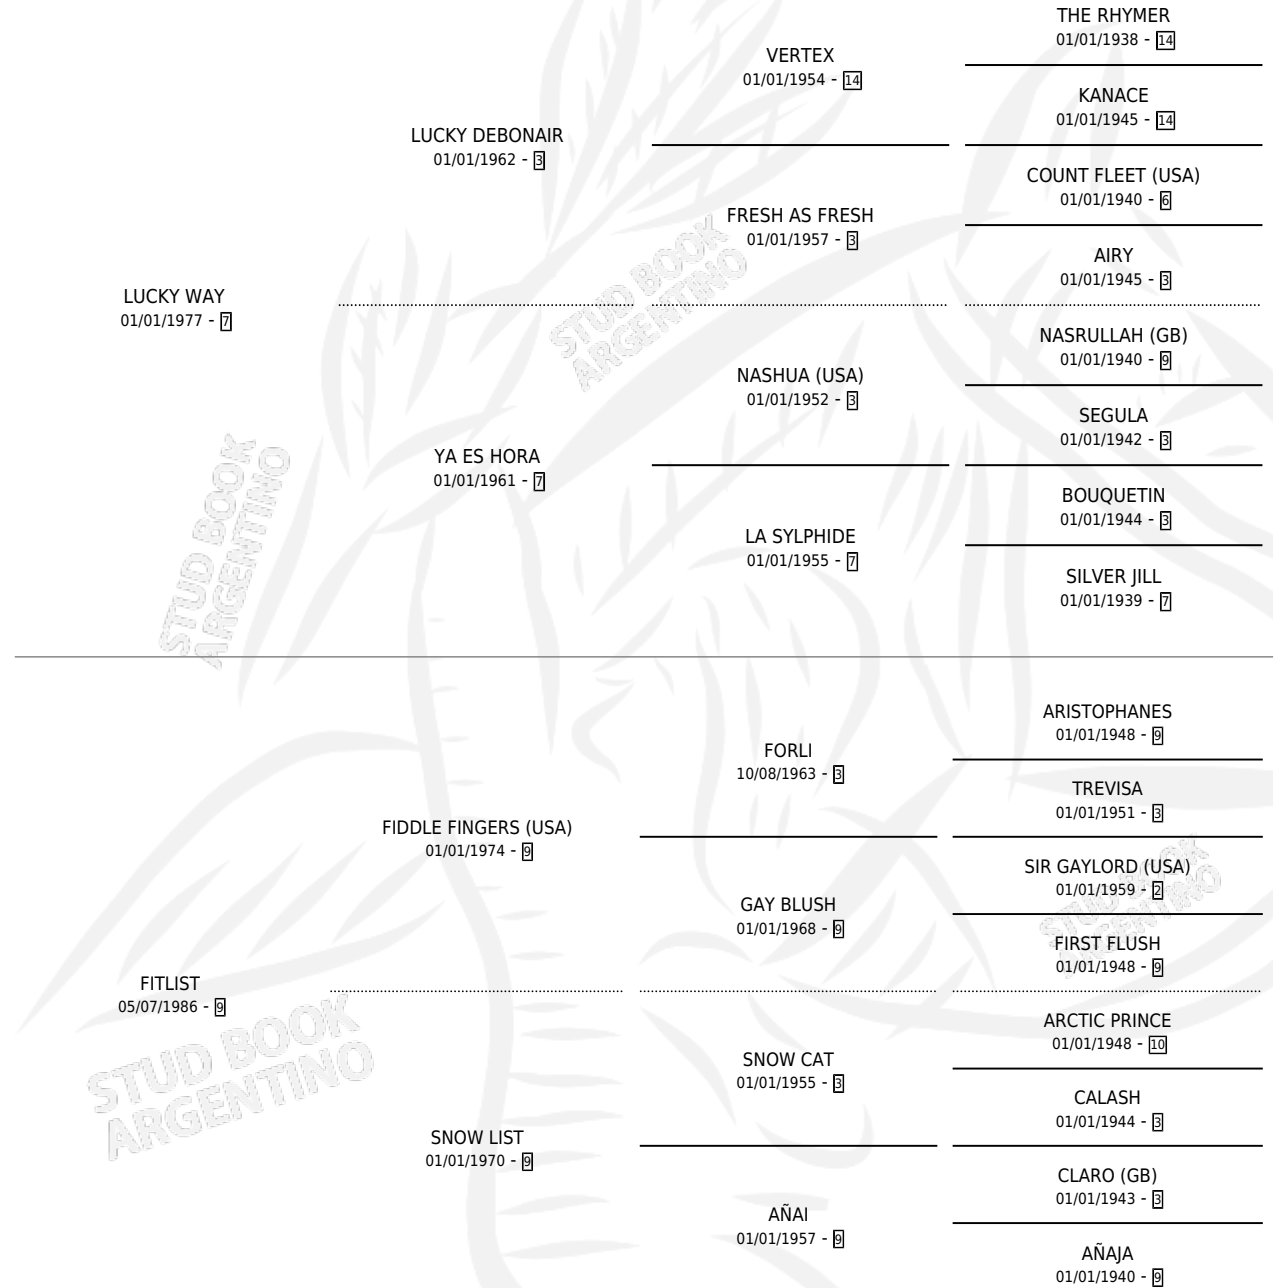 THE RHYMER
01/01/1938 - 14
VERTEX
01/01/1954 - 14
KANACE
01/01/1945 - 14
LUCKY DEBONAIR
01/01/1962 - 3
COUNT FLEET (USA)
01/01/1940 - 6
FRESH AS FRESH
01/01/1957 - 3
AIRY
01/01/1945 - 3
LUCKY WAY
01/01/1977 - 7
NASRULLAH (GB)
01/01/1940 - 9
NASHUA (USA)
01/01/1952 - 3
SEGULA
01/01/1942 - 3
YA ES HORA
01/01/1961 - 7
BOUQUETIN
01/01/1944 - 3
LA SYLPHIDE
01/01/1955 - 7
SILVER JILL
01/01/1939 - 7
STUD BOOK
ARGENTINO
STUD BOOK
ARGENTINO
ARISTOPHANES
01/01/1948 - 9
FORLI
10/08/1963 - 3
TREVISA
01/01/1951 - 3
FIDDLE FINGERS (USA)
01/01/1974 - 9
SIR GAYLORD (USA)
01/01/1959 - 2
GAY BLUSH
01/01/1968 - 9
FIRST FLUSH
01/01/1948 - 9
FITLIST
05/07/1986 - 9
ARCTIC PRINCE
01/01/1948 - 10
SNOW CAT
01/01/1955 - 3
CALASH
01/01/1944 - 3
SNOW LIST
01/01/1970 - 9
CLARO (GB)
01/01/1943 - 3
AÑAI
01/01/1957 - 9
AÑAJA
01/01/1940 - 9
STUD BOOK
ARGENTINO
STUD BOOK
ARGENTINO